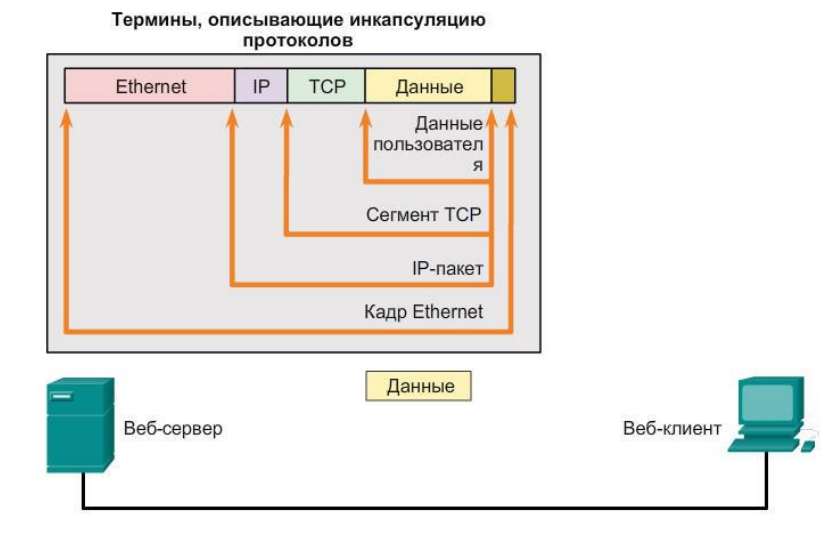 Термины, описывающие инкапсуляцию
протоколов
Ethernet IP TCP Данные
Данные
пользовател
я
Сегмент TCP
IP-пакет
Кадр Ethernet
Данные
Веб-сервер
Веб-клиент